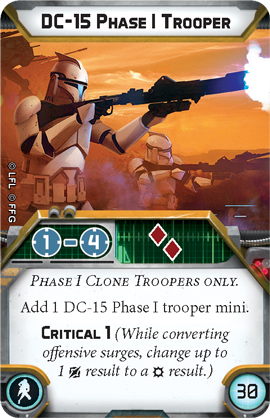 DC-15 Phase I Trooper
© LFL © FFG
1 - 4
Phase I Clone Troopers only.
Add 1 DC-15 Phase I trooper mini.
Critical 1 (While converting
offensive surges, change up to
1 result to a result.)
30